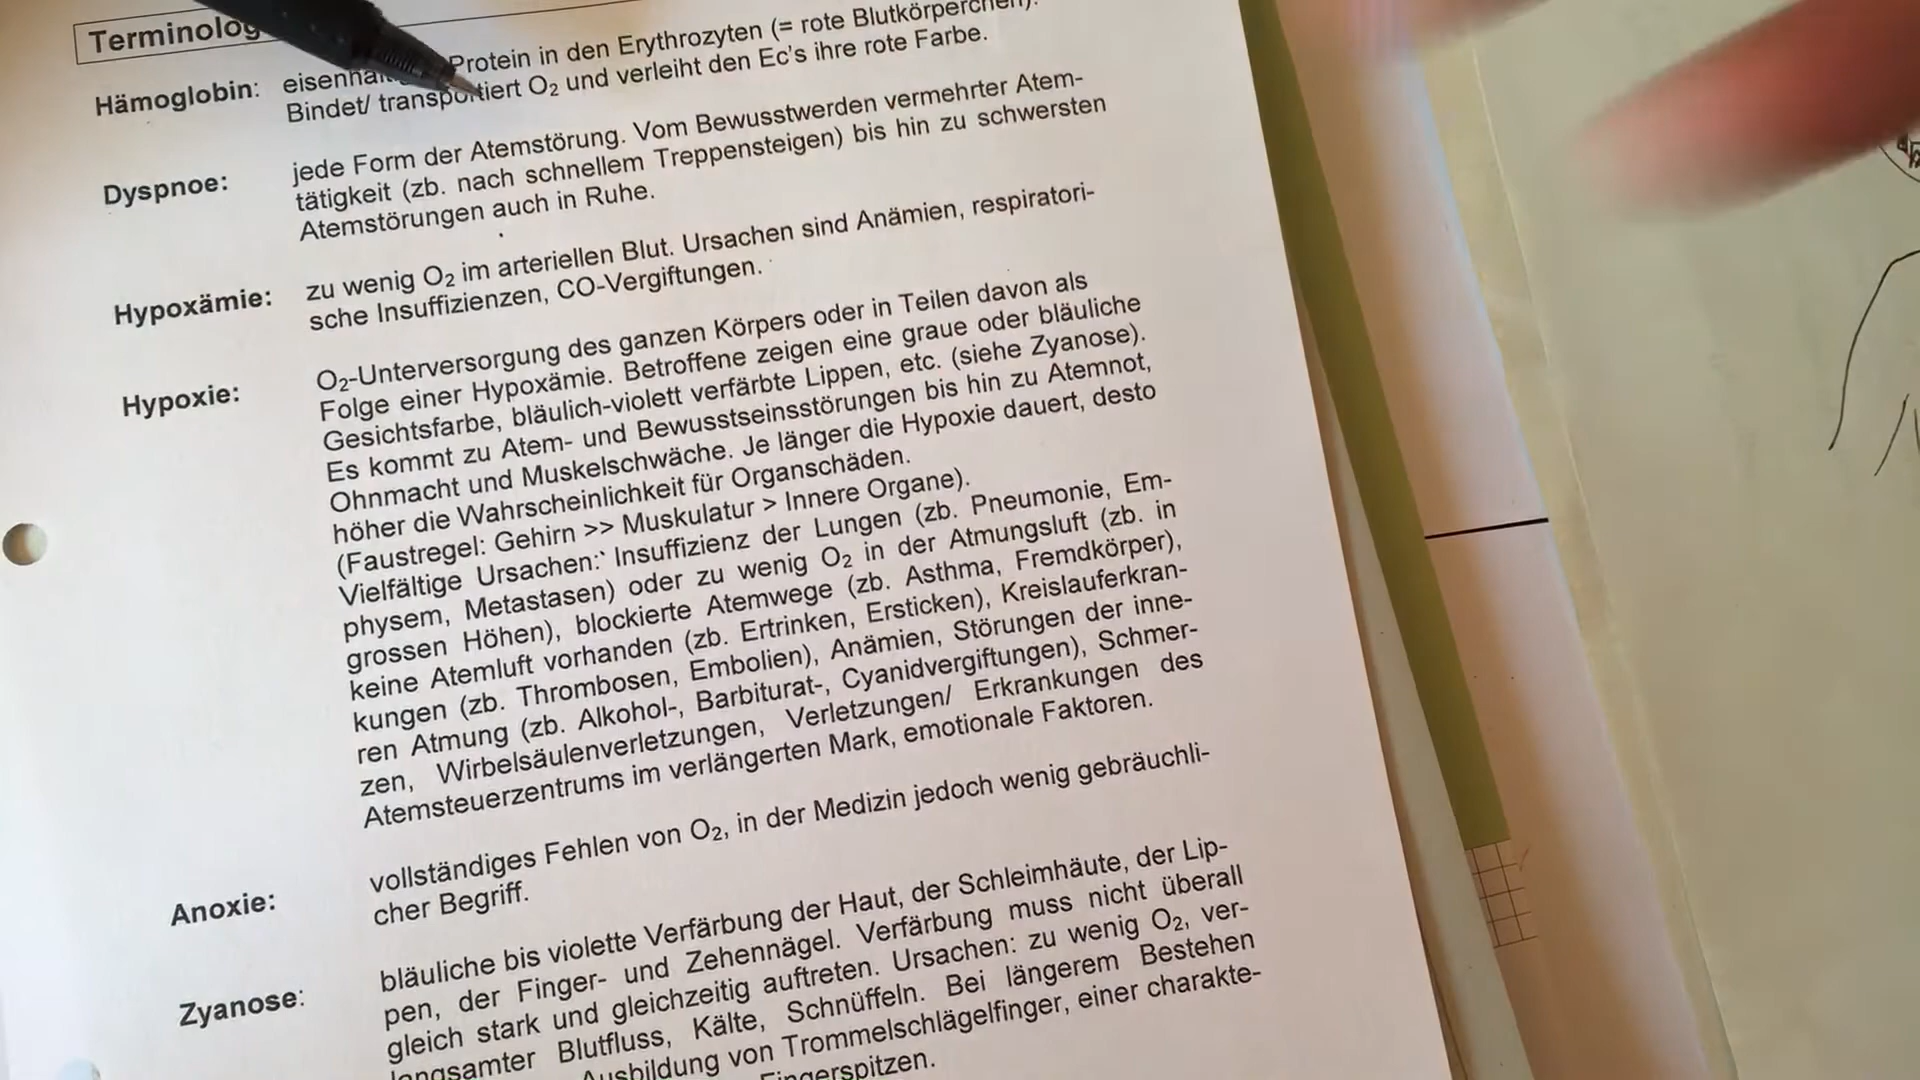 Terminolog
Hämoglobin: Protein in den Erythrozyten (= rote Blutkörperchen).
Bindet/ transportiert O₂ und verleiht den Ec's ihre rote Farbe.
Dyspnoe: jede Form der Atemstörung. Vom Bewusstwerden vermehrter Atem-
tätigkeit (zb. nach schnellem Treppensteigen) bis hin zu schwersten
Atemstörungen auch in Ruhe.
Hypoxämie: zu wenig O₂ im arteriellen Blut. Ursachen sind Anämien, respiratori-
sche Insuffizienzen, CO-Vergiftungen.
Hypoxie: O₂-Unterversorgung des ganzen Körpers oder in Teilen davon als
Folge einer Hypoxämie. Betroffene zeigen eine graue oder bläuliche
Gesichtsfarbe, bläulich-violett verfärbte Lippen, etc. (siehe Zyanose).
Es kommt zu Atem- und Bewusstseinsstörungen bis hin zu Atemnot,
Ohnmacht und Muskelschwäche. Je länger die Hypoxie dauert, desto
höher die Wahrscheinlichkeit für Organschäden.
(Faustregel: Gehirn >> Muskulatur > Innere Organe).
Vielfältige Ursachen: Insuffizienz der Lungen (zb. Pneumonie, Em-
physem, Metastasen) oder zu wenig O₂ in der Atmungsluft (zb. in
grossen Höhen), blockierte Atemwege (zb. Asthma, Fremdkörper),
keine Atemluft vorhanden (zb. Ertrinken, Ersticken), Kreislauferkran-
kungen (zb. Thrombosen, Embolien), Anämien, Störungen der inne-
ren Atmung (zb. Alkohol-, Barbiturat-, Cyanidvergiftungen), Schmer-
zen, Wirbelsäulenverletzungen, Verletzungen/ Erkrankungen des
Atemsteuerzentrums im verlängerten Mark, emotionale Faktoren.
Anoxie: vollständiges Fehlen von O₂, in der Medizin jedoch wenig gebräuchli-
cher Begriff.
Zyanose: bläuliche bis violette Verfärbung der Haut, der Schleimhäute, der Lip-
pen, der Finger- und Zehennägel. Verfärbung muss nicht überall
gleich stark und gleichzeitig auftreten. Ursachen: zu wenig O₂, ver-
langsamter Blutfluss, Kälte, Schnüffeln. Bei längerem Bestehen
Ausbildung von Trommelschlägelfinger, einer charakte-
Fingerspitzen.